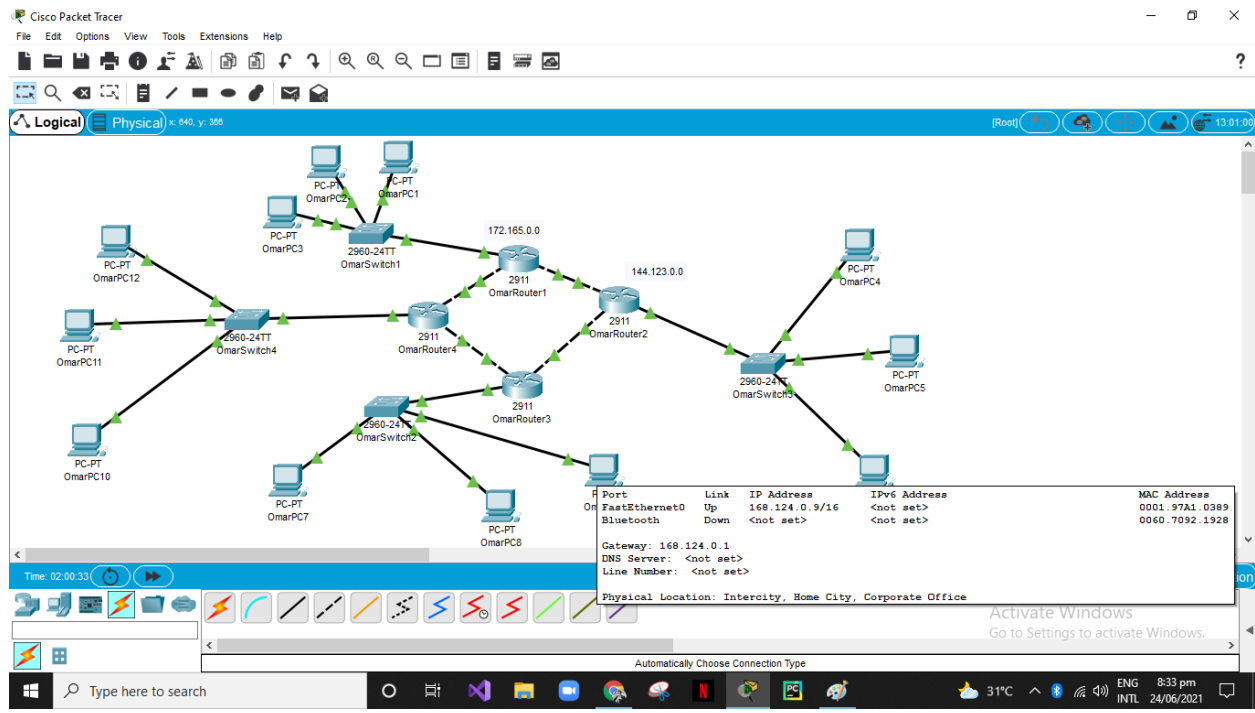 Cisco Packet Tracer
File Edit Options View Tools Extensions Help
?
Logical Physical x: 640, y: 366 [Root] 13:01:00
PC-PT
OmarPC2
PC-PT
OmarPC1
PC-PT
OmarPC3
2960-24TT
OmarSwitch1
172.165.0.0
2911
OmarRouter1
144.123.0.0
2911
OmarRouter2
PC-PT
OmarPC4
PC-PT
OmarPC12
2960-24TT
OmarSwitch4
2911
OmarRouter4
PC-PT
OmarPC11
PC-PT
OmarPC5
2960-24TT
OmarSwitch3
2911
OmarRouter3
2960-24TT
OmarSwitch2
PC-PT
OmarPC10
PC-PT
OmarPC7
PC-PT
OmarPC8
Port Link IP Address IPv6 Address MAC Address
FastEthernet0 Up 168.124.0.9/16 <not set> 0001.97A1.0389
Bluetooth Down <not set> <not set> 0060.7092.1928
Gateway: 168.124.0.1
DNS Server: <not set>
Line Number: <not set>
Physical Location: Intercity, Home City, Corporate Office
Time: 02:00:33
Activate Windows
Go to Settings to activate Windows.
Automatically Choose Connection Type
Type here to search
31°C
ENG
INTL
8:33 pm
24/06/2021